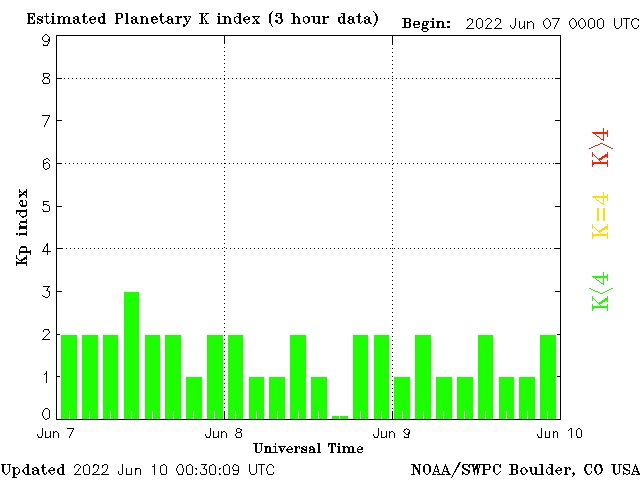 Estimated Planetary K index (3 hour data) Begin: 2022 Jun 07 0000 UTC
9
8
7
6
5
4
3
2
1
0
Kp index
K>4
K=4
K<4
Jun 7 Jun 8 Jun 9 Jun 10
Universal Time
Updated 2022 Jun 10 00:30:09 UTC NOAA/SWPC Boulder, CO USA